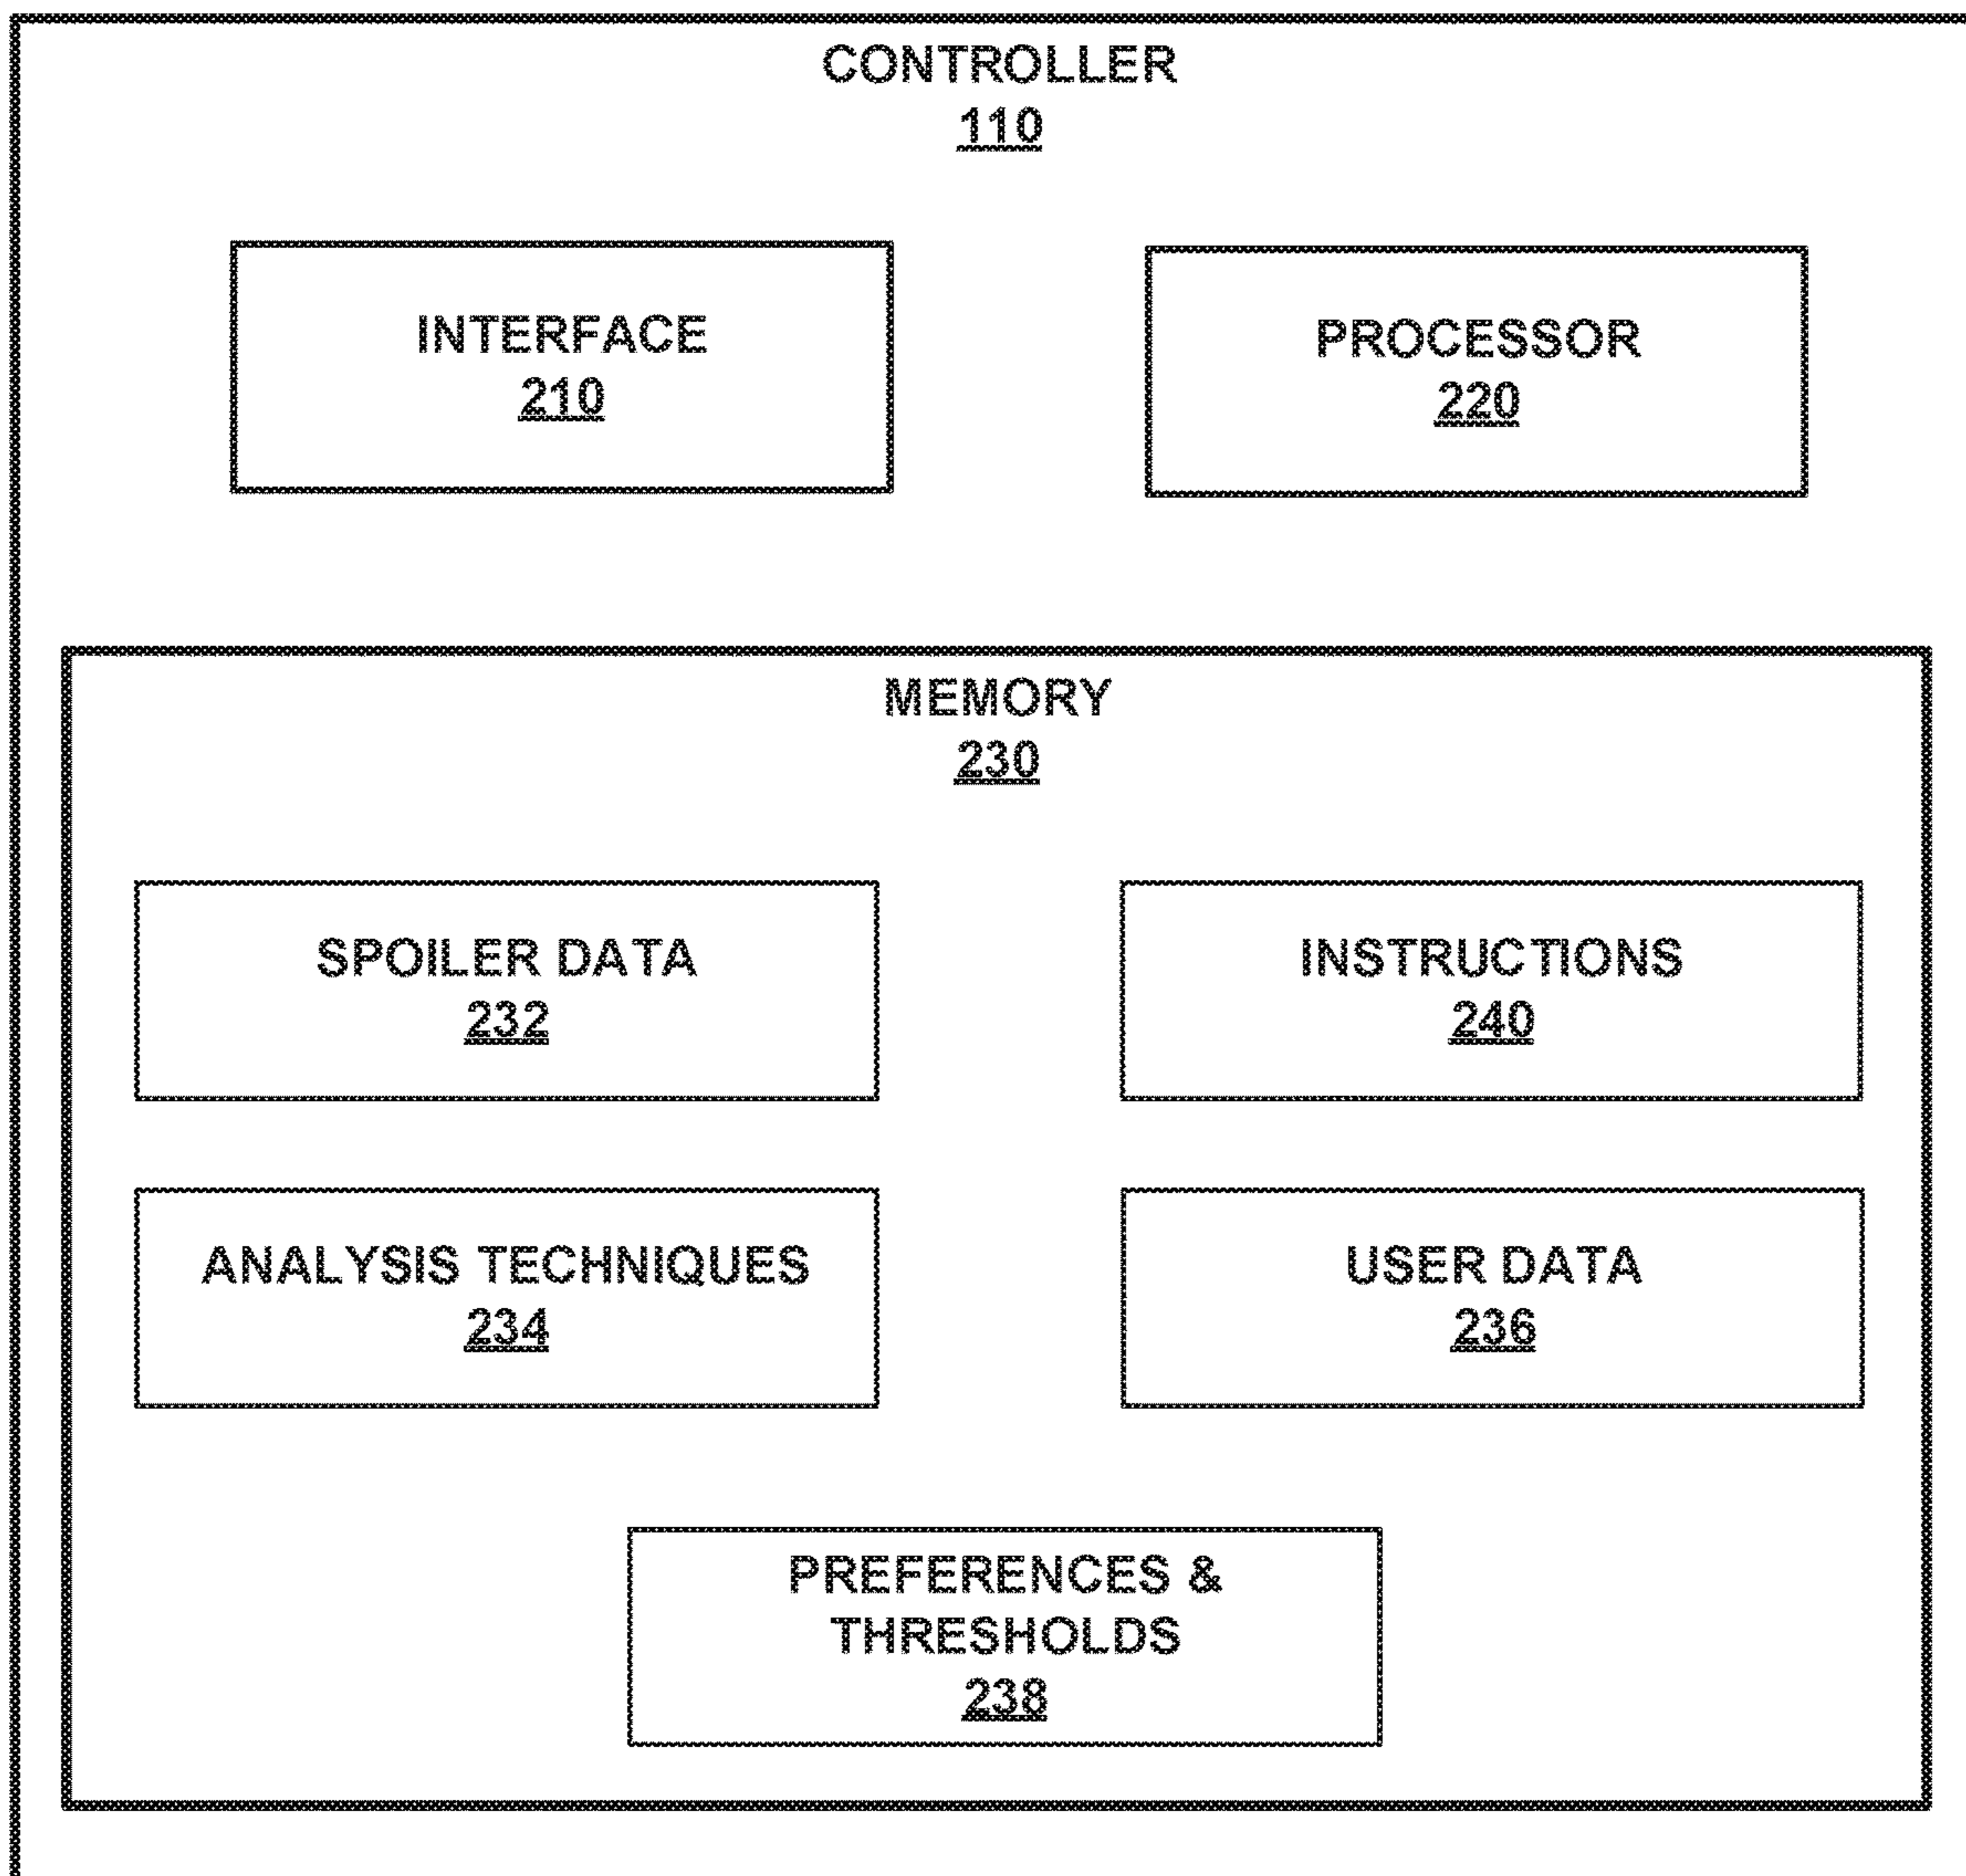 CONTROLLER
110
INTERFACE
210
PROCESSOR
220
MEMORY
230
SPOILER DATA
232
INSTRUCTIONS
240
ANALYSIS TECHNIQUES
234
USER DATA
236
PREFERENCES &
THRESHOLDS
238